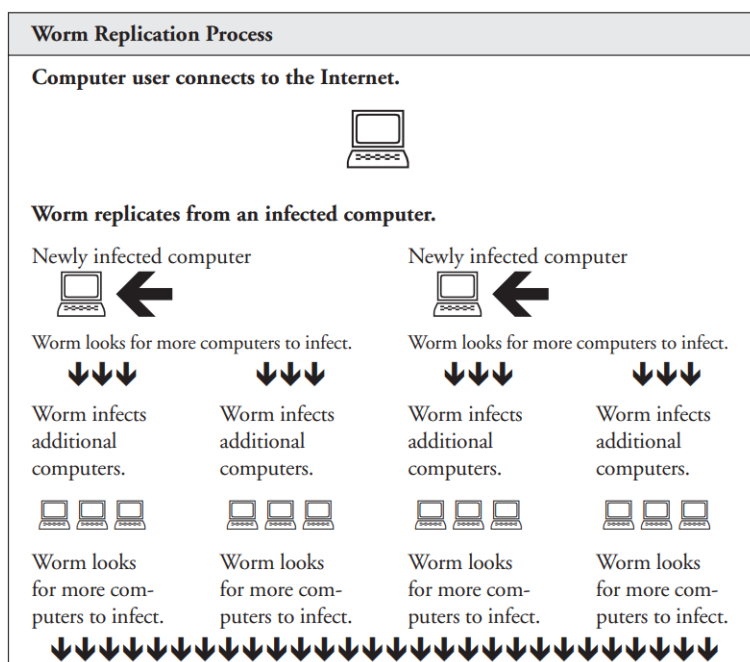 Worm Replication Process
Computer user connects to the Internet.
Worm replicates from an infected computer.
Newly infected computer
Newly infected computer
Worm looks for more computers to infect.
Worm looks for more computers to infect.
Worm infects
additional
computers.
Worm infects
additional
computers.
Worm infects
additional
computers.
Worm infects
additional
computers.
Worm looks
for more com-
puters to infect.
Worm looks
for more com-
puters to infect.
Worm looks
for more com-
puters to infect.
Worm looks
for more com-
puters to infect.